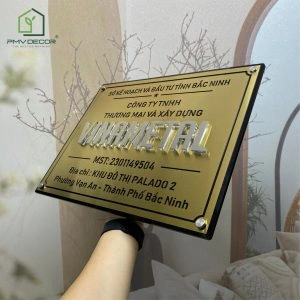 PMV DECOR
SỞ KẾ HOẠCH VÀ ĐẦU TƯ TỈNH BẮC NINH
CÔNG TY TNHH
THƯƠNG MẠI VÀ XÂY DỰNG
VINAMETAL
MST: 2301149504
Địa chỉ: KHU ĐÔ THỊ PALADO 2
Phường Vạn An - Thành Phố Bắc Ninh